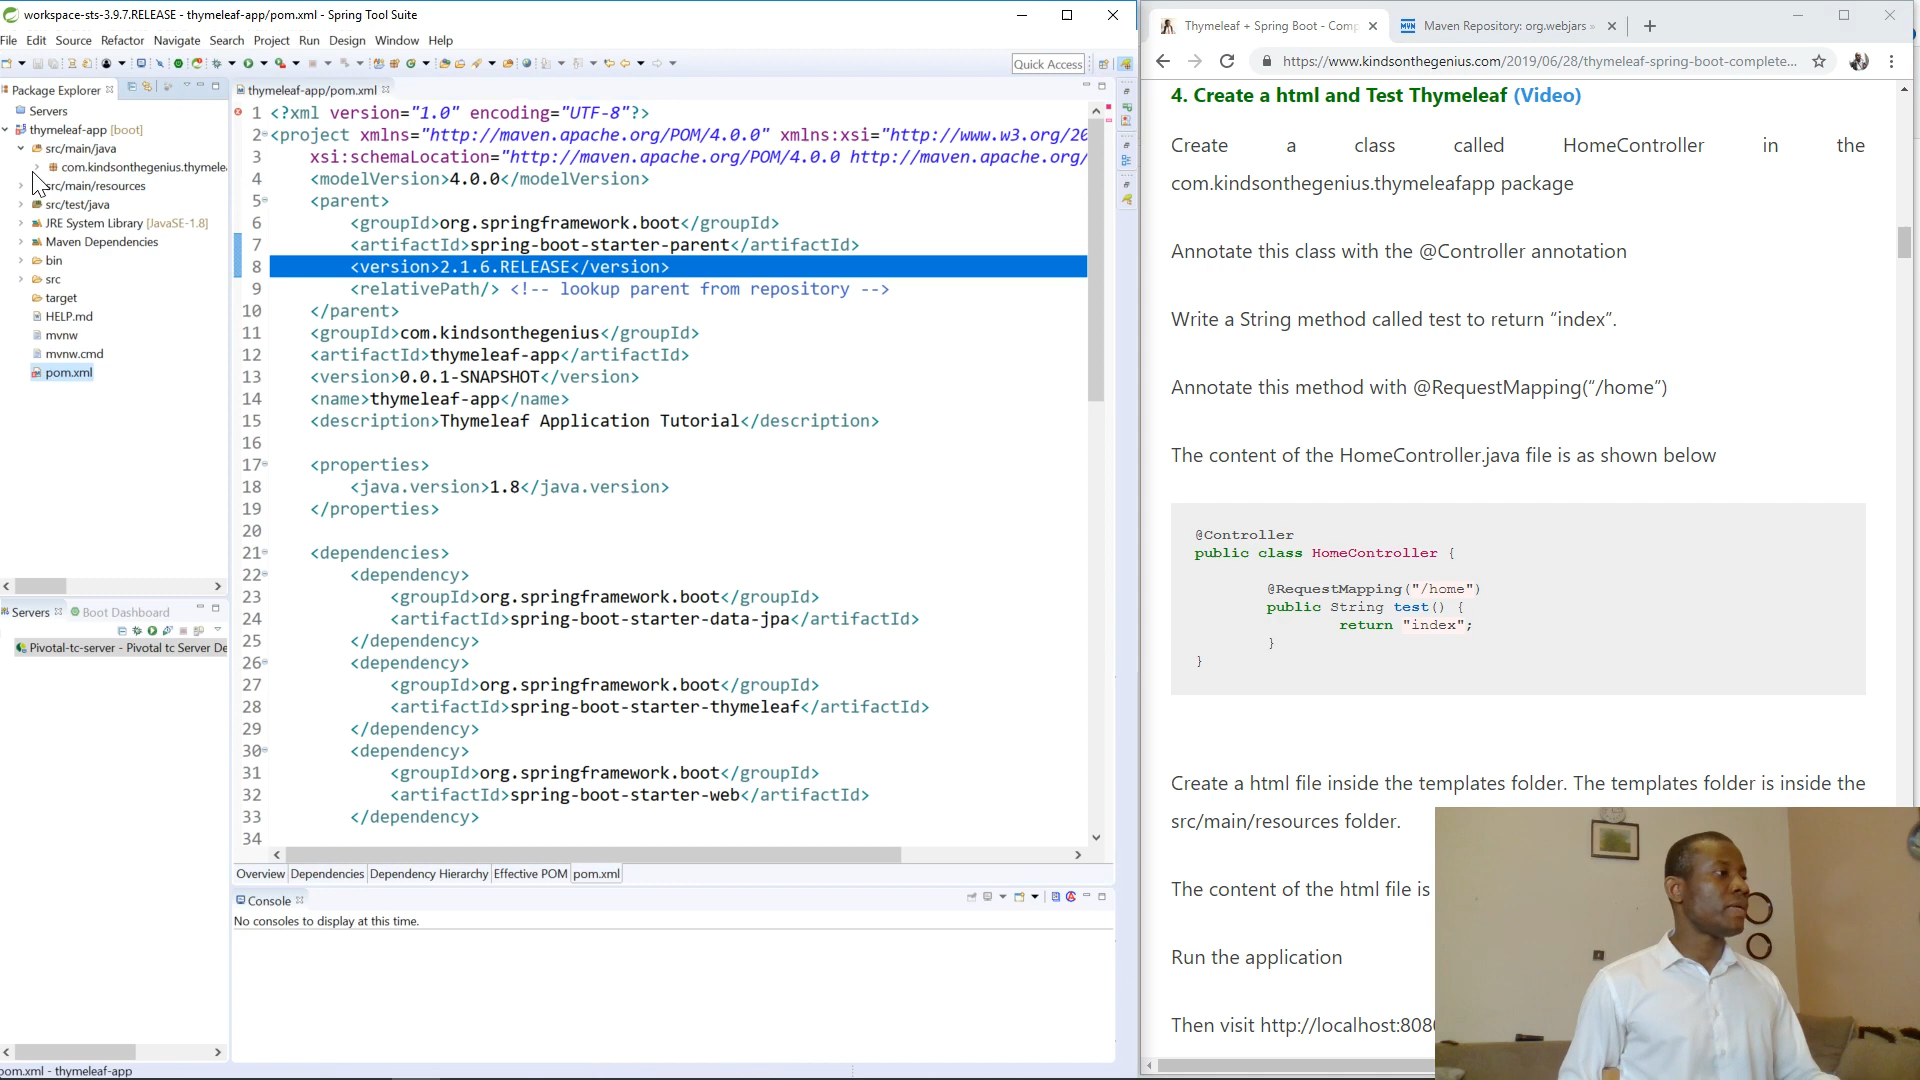 workspace-sts-3.9.7.RELEASE - thymeleaf-app/pom.xml - Spring Tool Suite
File Edit Source Refactor Navigate Search Project Run Design Window Help
Quick Access
Package Explorer
Servers
thymeleaf-app [boot]
src/main/java
com.kindsonthegenius.thymele
src/main/resources
src/test/java
JRE System Library [JavaSE-1.8]
Maven Dependencies
bin
src
target
HELP.md
mvnw
mvnw.cmd
pom.xml
Servers Boot Dashboard
Pivotal-tc-server - Pivotal tc Server De
thymeleaf-app/pom.xml
1 <?xml version="1.0" encoding="UTF-8"?>
2 <project xmlns="http://maven.apache.org/POM/4.0.0" xmlns:xsi="http://www.w3.org/20
3 xsi:schemaLocation="http://maven.apache.org/POM/4.0.0 http://maven.apache.org/
4 <modelVersion>4.0.0</modelVersion>
5 <parent>
6 <groupId>org.springframework.boot</groupId>
7 <artifactId>spring-boot-starter-parent</artifactId>
8 <version>2.1.6.RELEASE</version>
9 <relativePath/> <!-- lookup parent from repository -->
10 </parent>
11 <groupId>com.kindsonthegenius</groupId>
12 <artifactId>thymeleaf-app</artifactId>
13 <version>0.0.1-SNAPSHOT</version>
14 <name>thymeleaf-app</name>
15 <description>Thymeleaf Application Tutorial</description>
16
17 <properties>
18 <java.version>1.8</java.version>
19 </properties>
20
21 <dependencies>
22 <dependency>
23 <groupId>org.springframework.boot</groupId>
24 <artifactId>spring-boot-starter-data-jpa</artifactId>
25 </dependency>
26 <dependency>
27 <groupId>org.springframework.boot</groupId>
28 <artifactId>spring-boot-starter-thymeleaf</artifactId>
29 </dependency>
30 <dependency>
31 <groupId>org.springframework.boot</groupId>
32 <artifactId>spring-boot-starter-web</artifactId>
33 </dependency>
34
Overview Dependencies Dependency Hierarchy Effective POM pom.xml
Console
No consoles to display at this time.
pom.xml - thymeleaf-app
Thymeleaf + Spring Boot - Comp
Maven Repository: org.webjars »
https://www.kindsonthegenius.com/2019/06/28/thymeleaf-spring-boot-complete...
4. Create a html and Test Thymeleaf (Video)
Create a class called HomeController in the
com.kindsonthegenius.thymeleafapp package
Annotate this class with the @Controller annotation
Write a String method called test to return “index”.
Annotate this method with @RequestMapping(“/home”)
The content of the HomeController.java file is as shown below
@Controller
public class HomeController {
@RequestMapping("/home")
public String test() {
return "index";
}
}
Create a html file inside the templates folder. The templates folder is inside the
src/main/resources folder.
The content of the html file is
Run the application
Then visit http://localhost:808